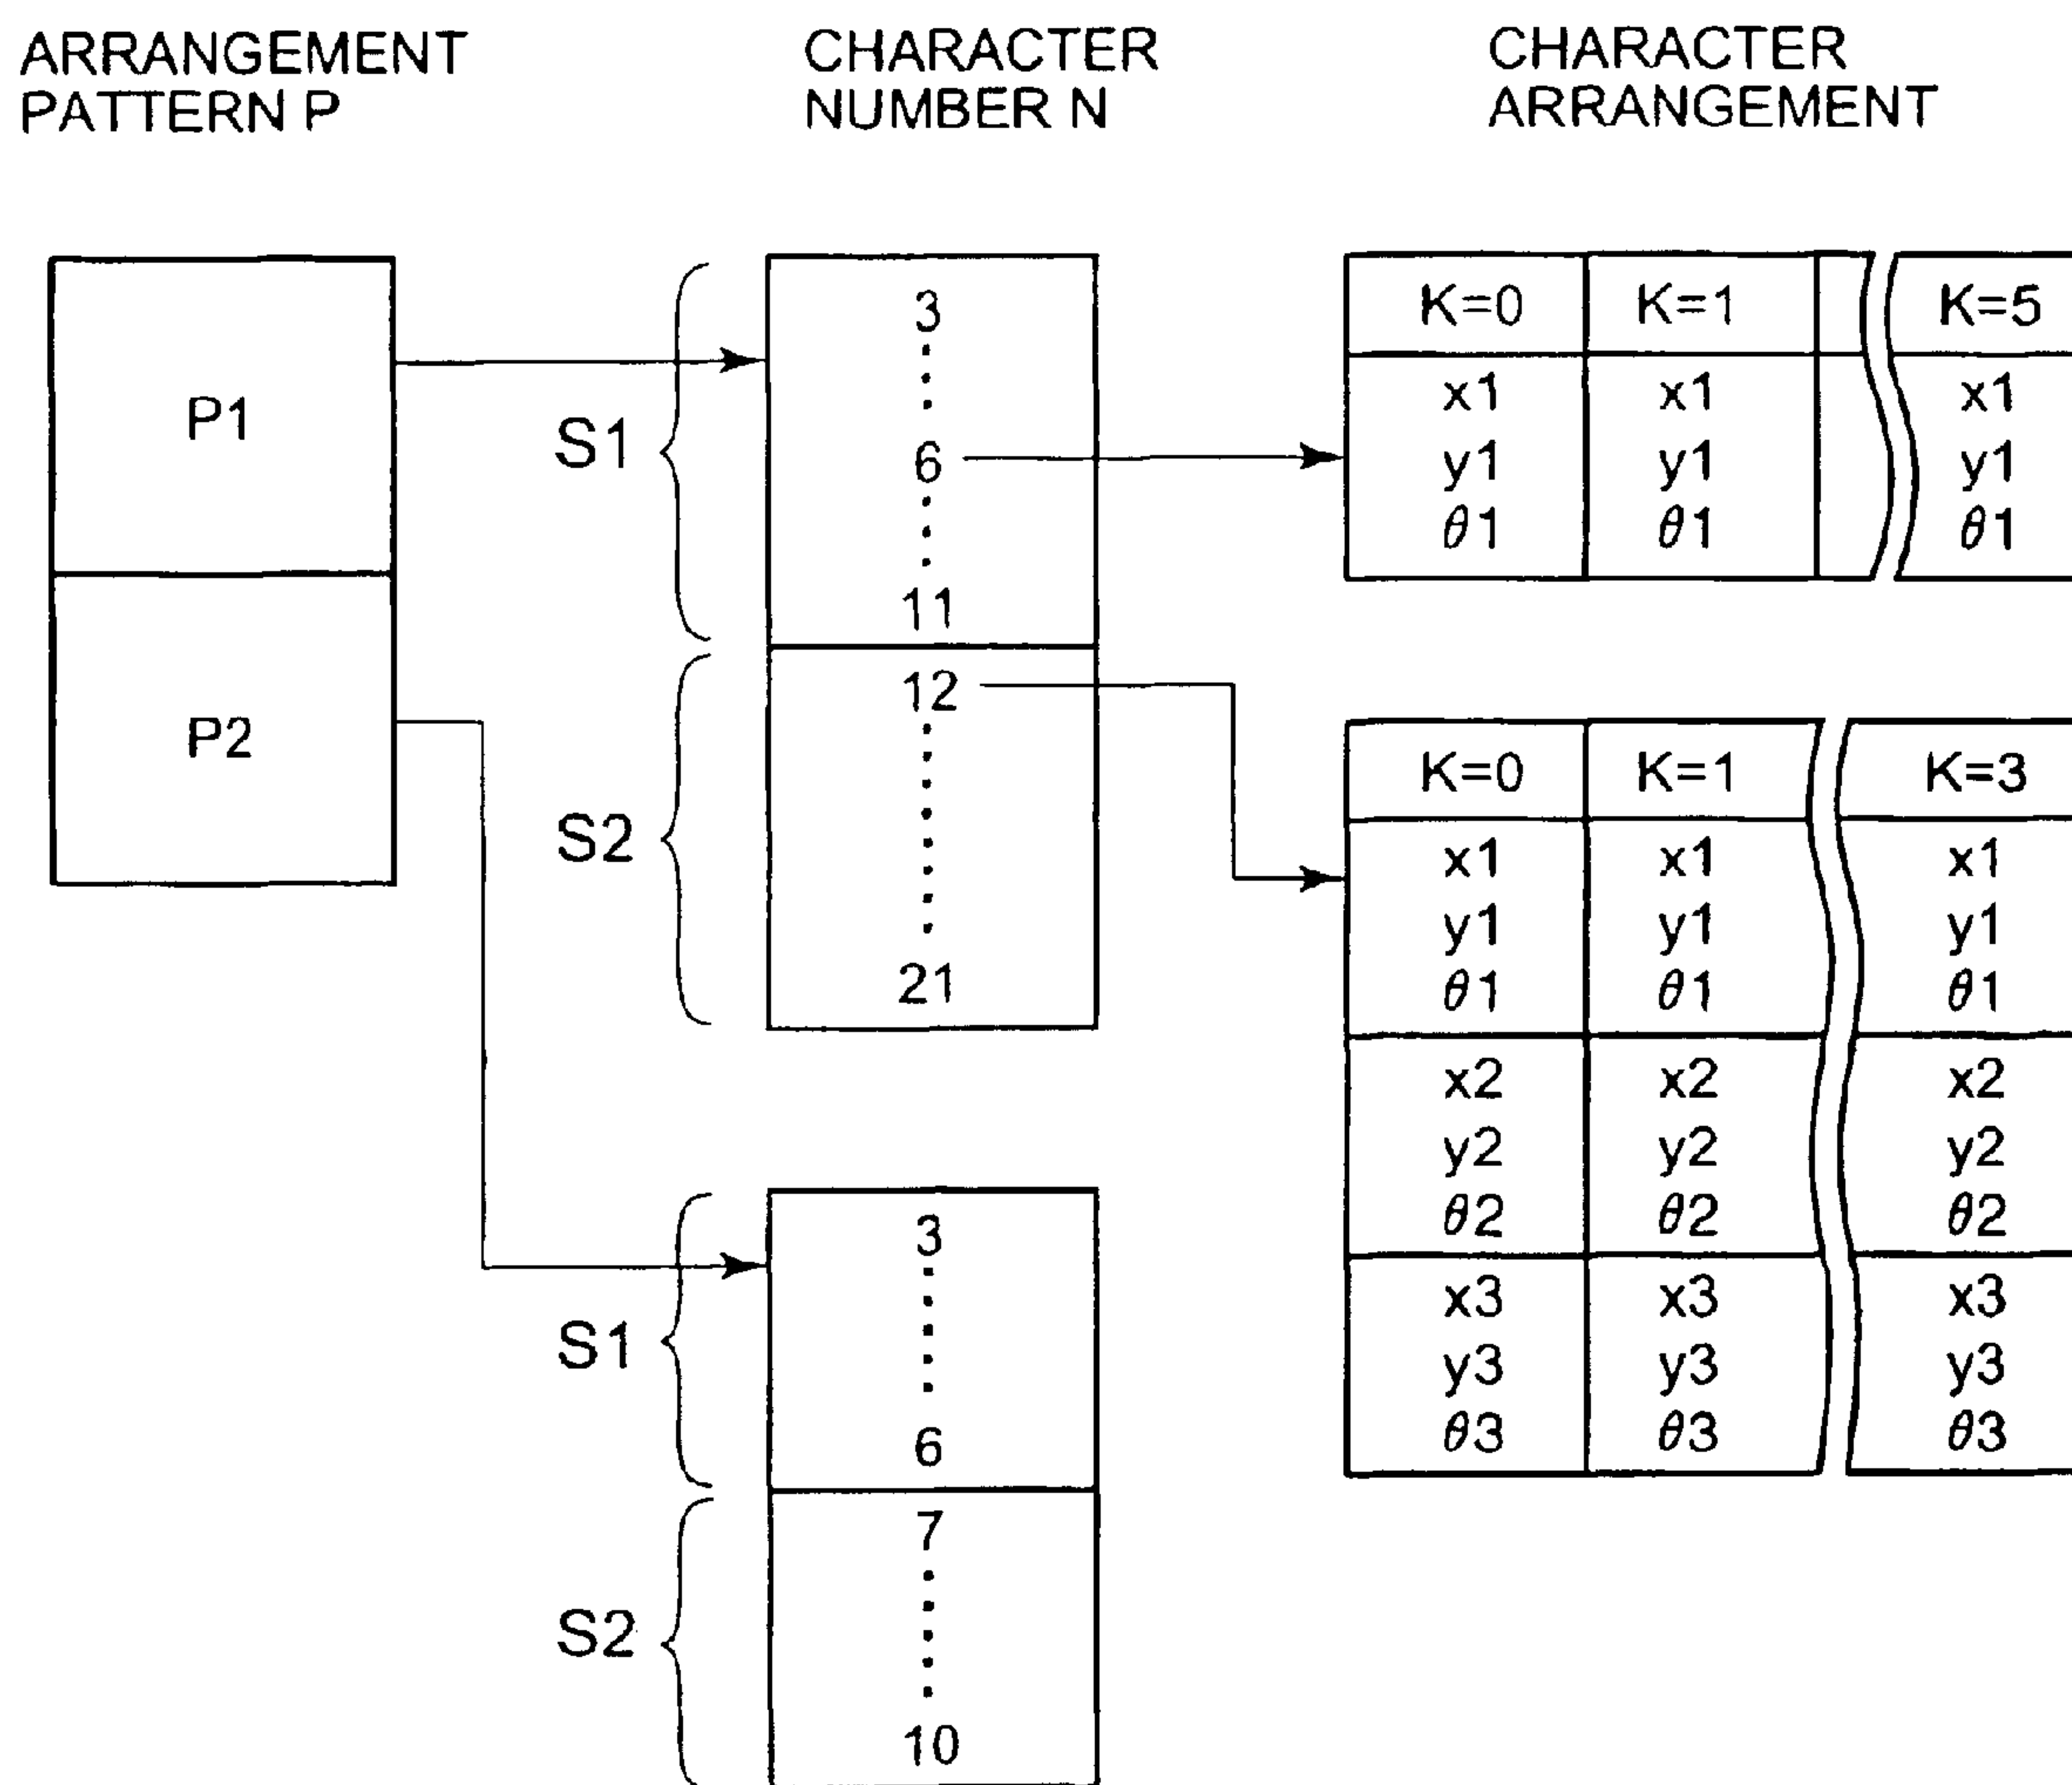 ARRANGEMENT
PATTERN P
CHARACTER
NUMBER N
CHARACTER
ARRANGEMENT
P1
P2
S1
3
6
11
S2
12
21
S1
3
6
S2
7
10
K=0 K=1 K=5
x1 x1 x1
y1 y1 y1
θ1 θ1 θ1
K=0 K=1 K=3
x1 x1 x1
y1 y1 y1
θ1 θ1 θ1
x2 x2 x2
y2 y2 y2
θ2 θ2 θ2
x3 x3 x3
y3 y3 y3
θ3 θ3 θ3